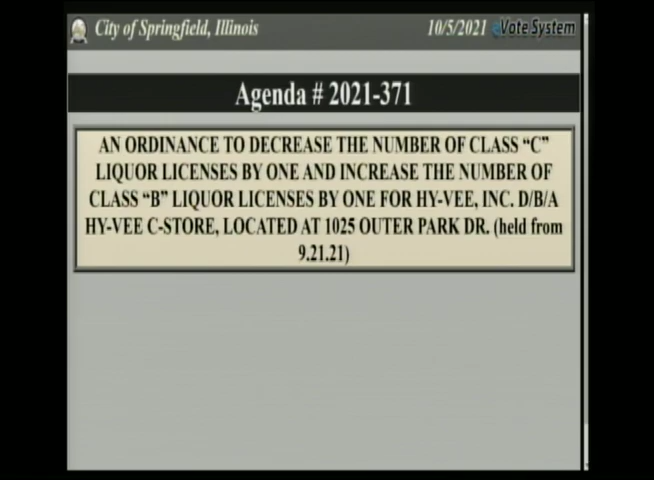 City of Springfield, Illinois 10/5/2021 eVote System
Agenda # 2021-371
AN ORDINANCE TO DECREASE THE NUMBER OF CLASS “C”
LIQUOR LICENSES BY ONE AND INCREASE THE NUMBER OF
CLASS “B” LIQUOR LICENSES BY ONE FOR HY-VEE, INC. D/B/A
HY-VEE C-STORE, LOCATED AT 1025 OUTER PARK DR. (held from
9.21.21)